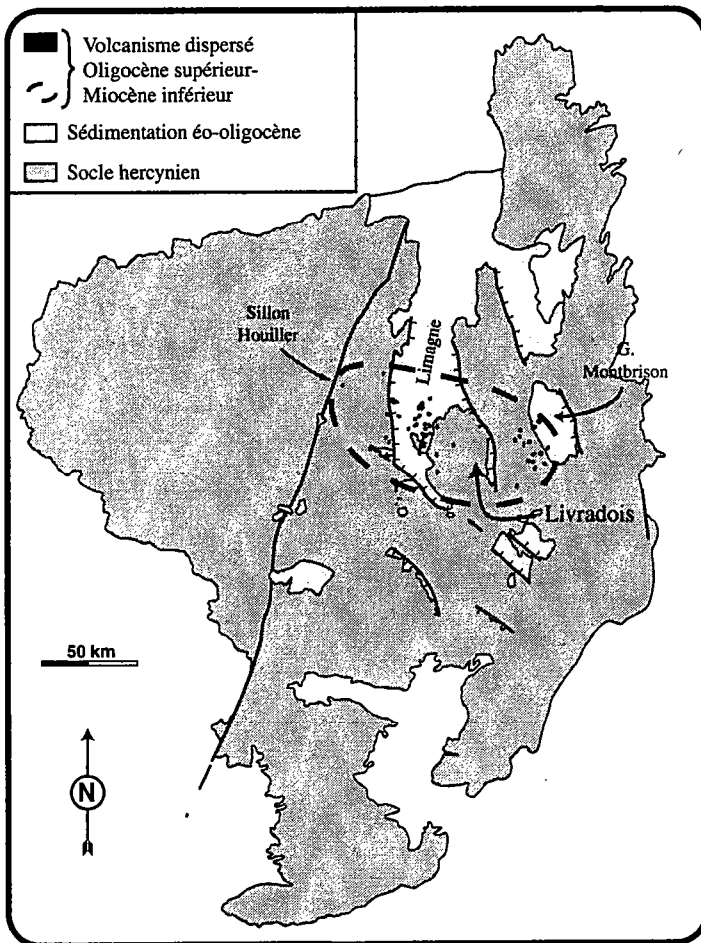 Volcanisme dispersé
Oligocène supérieur-
Miocène inférieur
Sédimentation éo-oligocène
Socle hercynien
Sillon
Houiller
Limagne
G.
Montbrison
Livradois
50 km
N